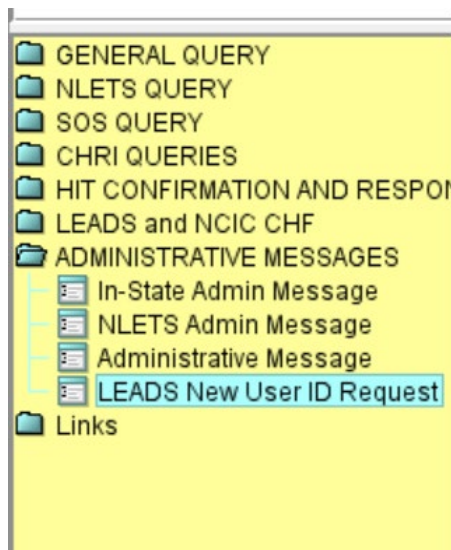 GENERAL QUERY
NLETS QUERY
SOS QUERY
CHRI QUERIES
HIT CONFIRMATION AND RESPON
LEADS and NCIC CHF
ADMINISTRATIVE MESSAGES
In-State Admin Message
NLETS Admin Message
Administrative Message
LEADS New User ID Request
Links